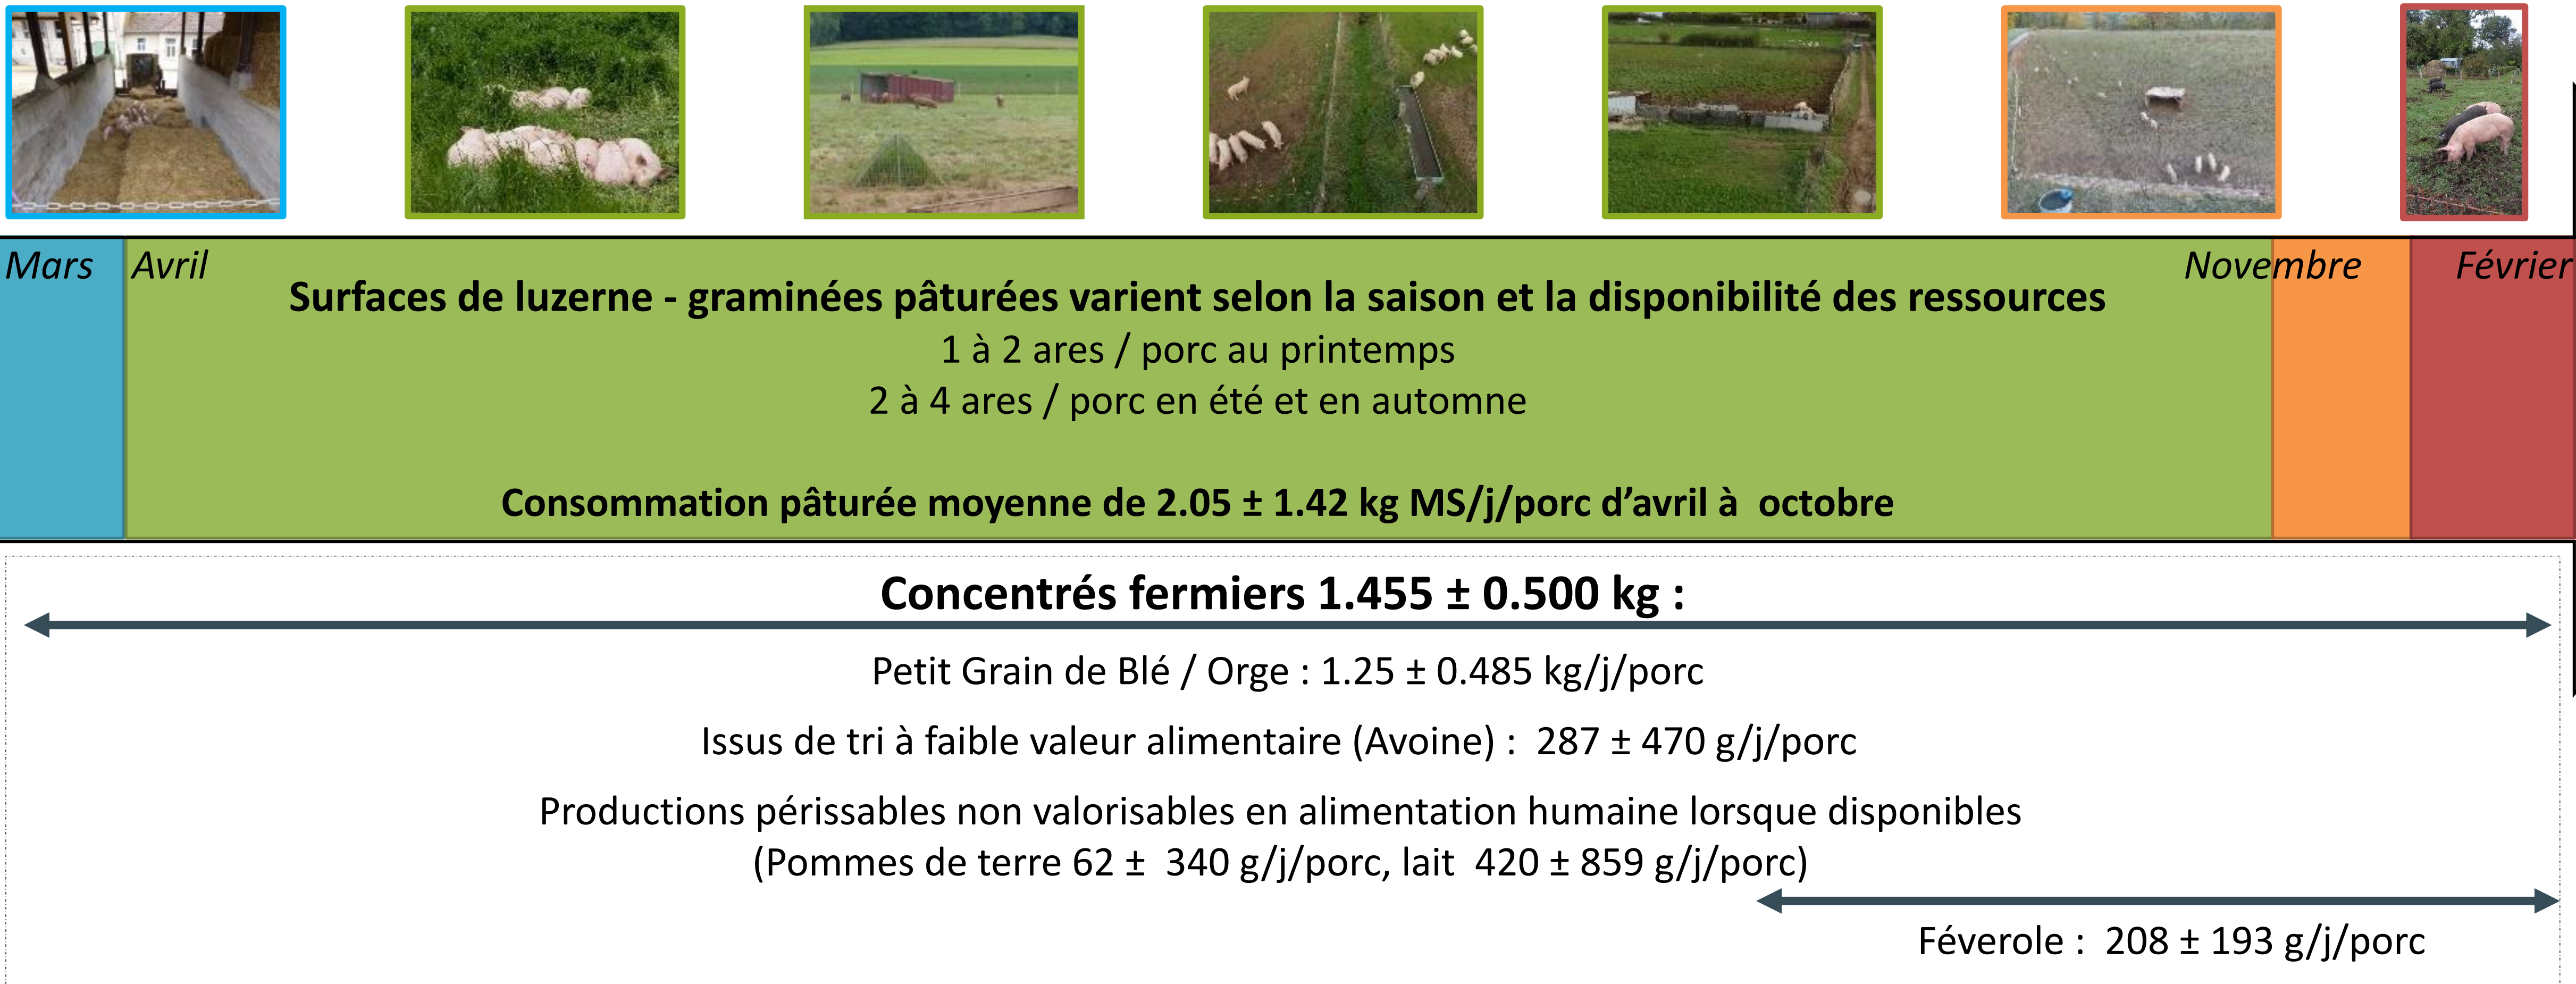 Mars
Avril
Novembre
Février
Surfaces de luzerne - graminées pâturées varient selon la saison et la disponibilité des ressources
1 à 2 ares / porc au printemps
2 à 4 ares / porc en été et en automne
Consommation pâturée moyenne de 2.05 ± 1.42 kg MS/j/porc d’avril à  octobre
Concentrés fermiers 1.455 ± 0.500 kg :
Petit Grain de Blé / Orge : 1.25 ± 0.485 kg/j/porc
Issus de tri à faible valeur alimentaire (Avoine) :  287 ± 470 g/j/porc
Productions périssables non valorisables en alimentation humaine lorsque disponibles
(Pommes de terre 62 ±  340 g/j/porc, lait  420 ± 859 g/j/porc)
Féverole :  208 ± 193 g/j/porc